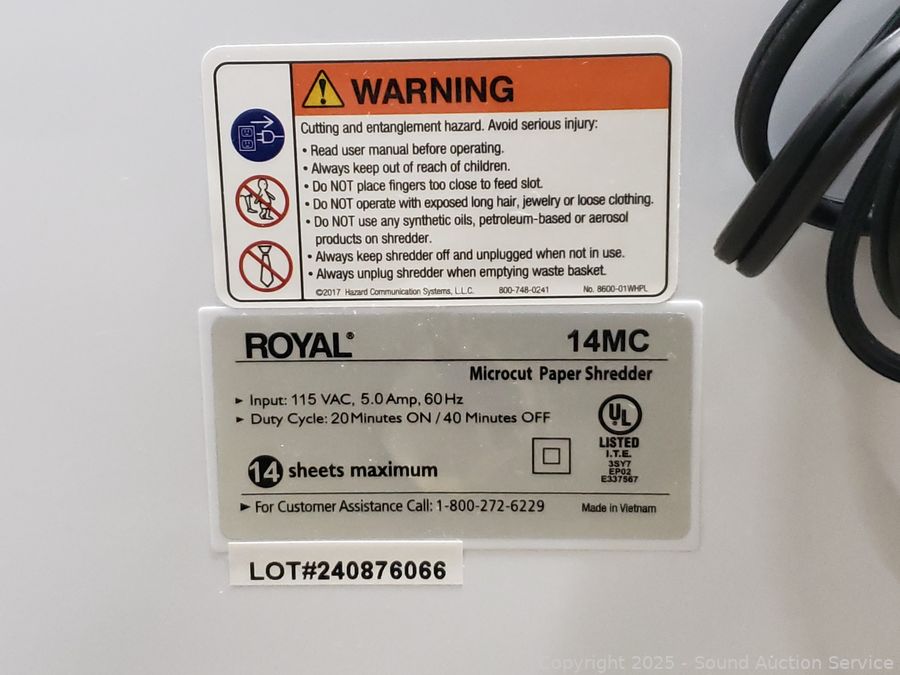 WARNING
Cutting and entanglement hazard. Avoid serious injury:
• Read user manual before operating.
• Always keep out of reach of children.
• Do NOT place fingers too close to feed slot.
• Do NOT operate with exposed long hair, jewelry or loose clothing.
• Do NOT use any synthetic oils, petroleum-based or aerosol
products on shredder.
• Always keep shredder off and unplugged when not in use.
• Always unplug shredder when emptying waste basket.
©2017 Hazard Communication Systems, L.L.C. 800-748-0241 No. 8600-01WHPL
ROYAL® 14MC
Microcut Paper Shredder
► Input: 115 VAC, 5.0 Amp, 60 Hz
► Duty Cycle: 20 Minutes ON / 40 Minutes OFF
UL
LISTED
I.T.E.
3SY7
EP02
E337567
14 sheets maximum
► For Customer Assistance Call: 1-800-272-6229 Made in Vietnam
LOT#240876066
Copyright 2025 - Sound Auction Service